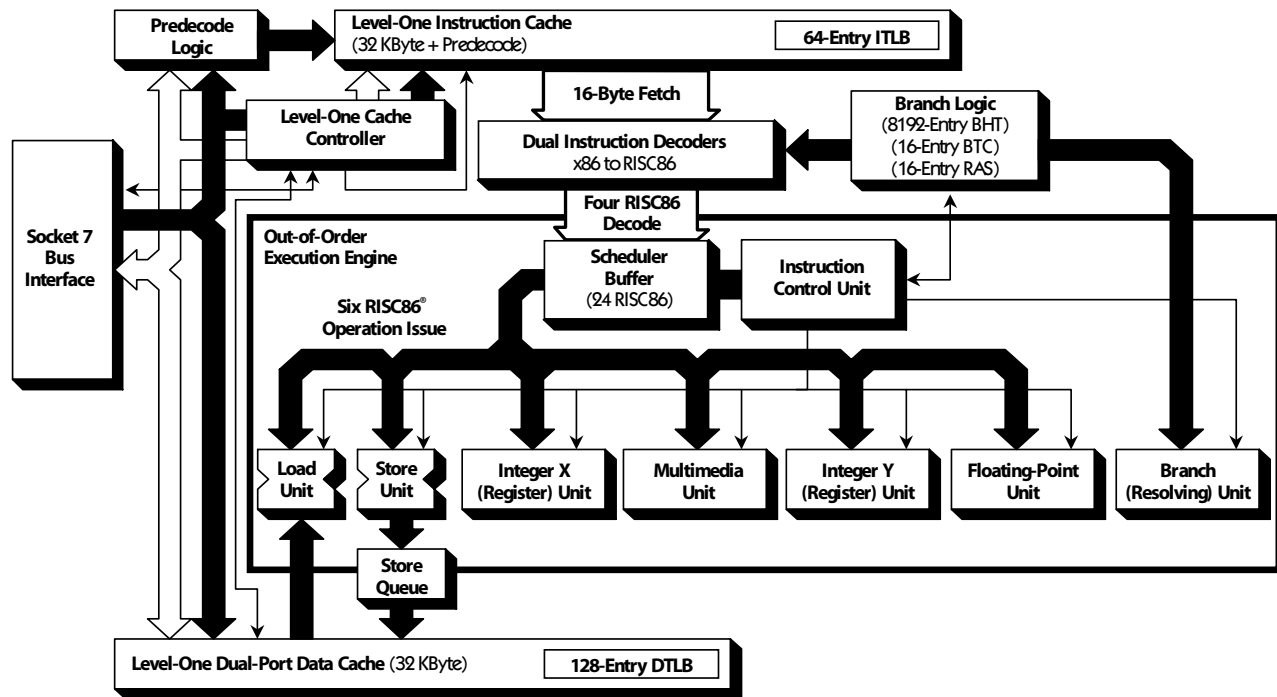 Predecode
Logic
Level-One Instruction Cache
(32 KByte + Predecode)
64-Entry ITLB
16-Byte Fetch
Level-One Cache
Controller
Dual Instruction Decoders
x86 to RISC86
Branch Logic
(8192-Entry BHT)
(16-Entry BTC)
(16-Entry RAS)
Four RISC86
Decode
Socket 7
Bus
Interface
Out-of-Order
Execution Engine
Scheduler
Buffer
(24 RISC86)
Instruction
Control Unit
Six RISC86®
Operation Issue
Load
Unit
Store
Unit
Integer X
(Register) Unit
Multimedia
Unit
Integer Y
(Register) Unit
Floating-Point
Unit
Branch
(Resolving) Unit
Store
Queue
Level-One Dual-Port Data Cache (32 KByte)
128-Entry DTLB